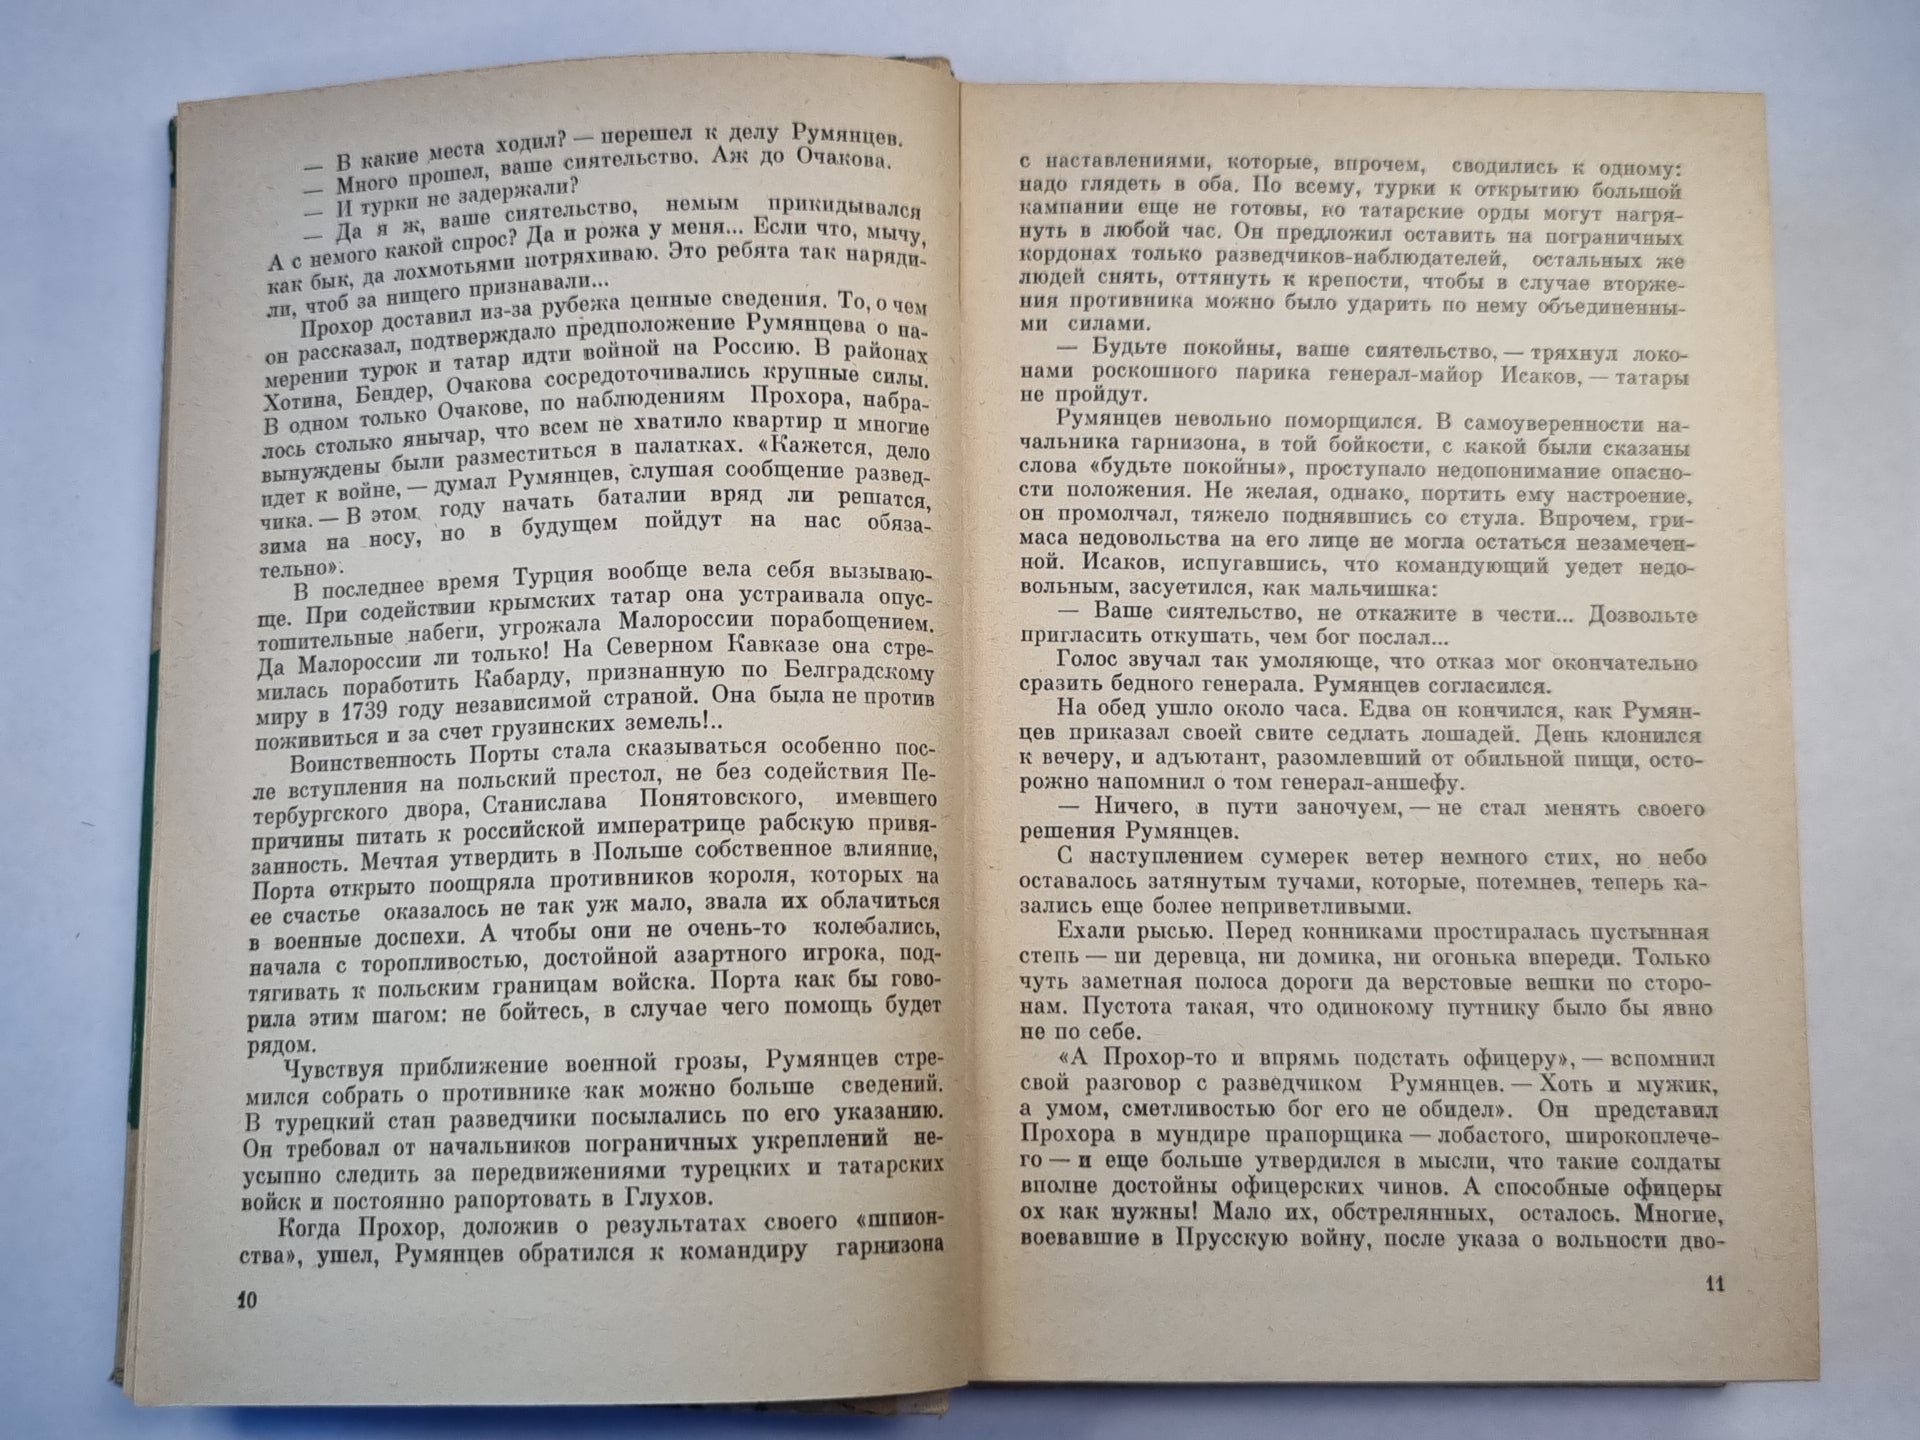 — В какие места ходил? — перешел к делу Румянцев.
— Много прошел, ваше сиятельство. Аж до Очакова.
— И турки не задержали?
— Да я ж, ваше сиятельство, немым прикидывался
А с немого какой спрос? Да и рожа у меня... Если что, мычу,
как бык, да лохмотьями потряхиваю. Это ребята так наряди-
ли, чтоб за нищего признавали...
Прохор доставил из-за рубежа ценные сведения. То, о чем
он рассказал, подтверждало предположение Румянцева о на-
мерении турок и татар идти войной на Россию. В районах
Хотина, Бендер, Очакова сосредоточивались крупные силы.
В одном только Очакове, по наблюдениям Прохора, набра-
лось столько янычар, что всем не хватило квартир и многие
вынуждены были разместиться в палатках. «Кажется, дело
идет к войне, — думал Румянцев, слушая сообщение развед-
чика. — В этом году начать баталии вряд ли решатся,
зима на носу, но в будущем пойдут на нас обяза-
тельно».
В последнее время Турция вообще вела себя вызываю-
ще. При содействии крымских татар она устраивала опус-
тошительные набеги, угрожала Малороссии порабощением.
Да Малороссии ли только! На Северном Кавказе она стре-
милась поработить Кабарду, признанную по Белградскому
миру в 1739 году независимой страной. Она была не против
поживиться и за счет грузинских земель!..
Воинственность Порты стала сказываться особенно пос-
ле вступления на польский престол, не без содействия Пе-
тербургского двора, Станислава Понятовского, имевшего
причины питать к российской императрице рабскую привя-
занность. Мечтая утвердить в Польше собственное влияние,
Порта открыто поощряла противников короля, которых на
ее счастье оказалось не так уж мало, звала их облачиться
в военные доспехи. А чтобы они не очень-то колебались,
начала с торопливостью, достойной азартного игрока, под-
тягивать к польским границам войска. Порта как бы гово-
рила этим шагом: не бойтесь, в случае чего помощь будет
рядом.
Чувствуя приближение военной грозы, Румянцев стре-
мился собрать о противнике как можно больше сведений.
В турецкий стан разведчики посылались по его указанию.
Он требовал от начальников пограничных укреплений не-
усыпно следить за передвижениями турецких и татарских
войск и постоянно рапортовать в Глухов.
Когда Прохор, доложив о результатах своего «шпион-
ства», ушел, Румянцев обратился к командиру гарнизона
10
с наставлениями, которые, впрочем, сводились к одному:
надо глядеть в оба. По всему, турки к открытию большой
кампании еще не готовы, но татарские орды могут нагря-
нуть в любой час. Он предложил оставить на пограничных
кордонах только разведчиков-наблюдателей, остальных же
людей снять, оттянуть к крепости, чтобы в случае вторже-
ния противника можно было ударить по нему объединенны-
ми силами.
— Будьте покойны, ваше сиятельство, — тряхнул локо-
нами роскошного парика генерал-майор Исаков, — татары
не пройдут.
Румянцев невольно поморщился. В самоуверенности на-
чальника гарнизона, в той бойкости, с какой были сказаны
слова «будьте покойны», проступало недопонимание опасно-
сти положения. Не желая, однако, портить ему настроение,
он промолчал, тяжело поднявшись со стула. Впрочем, гри-
маса недовольства на его лице не могла остаться незамечен-
ной. Исаков, испугавшись, что командующий уедет недо-
вольным, засуетился, как мальчишка:
— Ваше сиятельство, не откажите в чести... Дозвольте
пригласить откушать, чем бог послал...
Голос звучал так умоляюще, что отказ мог окончательно
сразить бедного генерала. Румянцев согласился.
На обед ушло около часа. Едва он кончился, как Румян-
цев приказал своей свите седлать лошадей. День клонился
к вечеру, и адъютант, разомлевший от обильной пищи, осто-
рожно напомнил о том генерал-аншефу.
— Ничего, в пути заночуем, — не стал менять своего
решения Румянцев.
С наступлением сумерек ветер немного стих, но небо
оставалось затянутым тучами, которые, потемнев, теперь ка-
зались еще более неприветливыми.
Ехали рысью. Перед конниками простиралась пустынная
степь — ни деревца, ни домика, ни огонька впереди. Только
чуть заметная полоса дороги да верстовые вешки по сторо-
нам. Пустота такая, что одинокому путнику было бы явно
не по себе.
«А Прохор-то и впрямь подстать офицеру», — вспомнил
свой разговор с разведчиком Румянцев. — Хоть и мужик,
а умом, сметливостью бог его не обидел». Он представил
Прохора в мундире прапорщика — лобастого, широкоплече-
го — и еще больше утвердился в мысли, что такие солдаты
вполне достойны офицерских чинов. А способные офицеры
ох как нужны! Мало их, обстрелянных, осталось. Многие,
воевавшие в Прусскую войну, после указа о вольности дво-
11